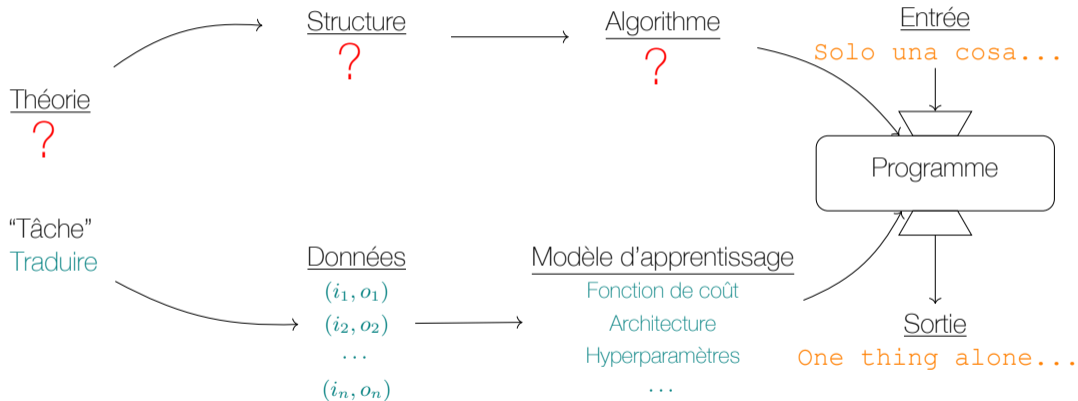 Structure
?
Algorithme
?
Entrée
Solo una cosa...
Théorie
?
Programme
“Tâche”
Traduire
Données
(i₁, o₁)
(i₂, o₂)
...
(iₙ, oₙ)
Modèle d'apprentissage
Fonction de coût
Architecture
Hyperparamètres
...
Sortie
One thing alone...